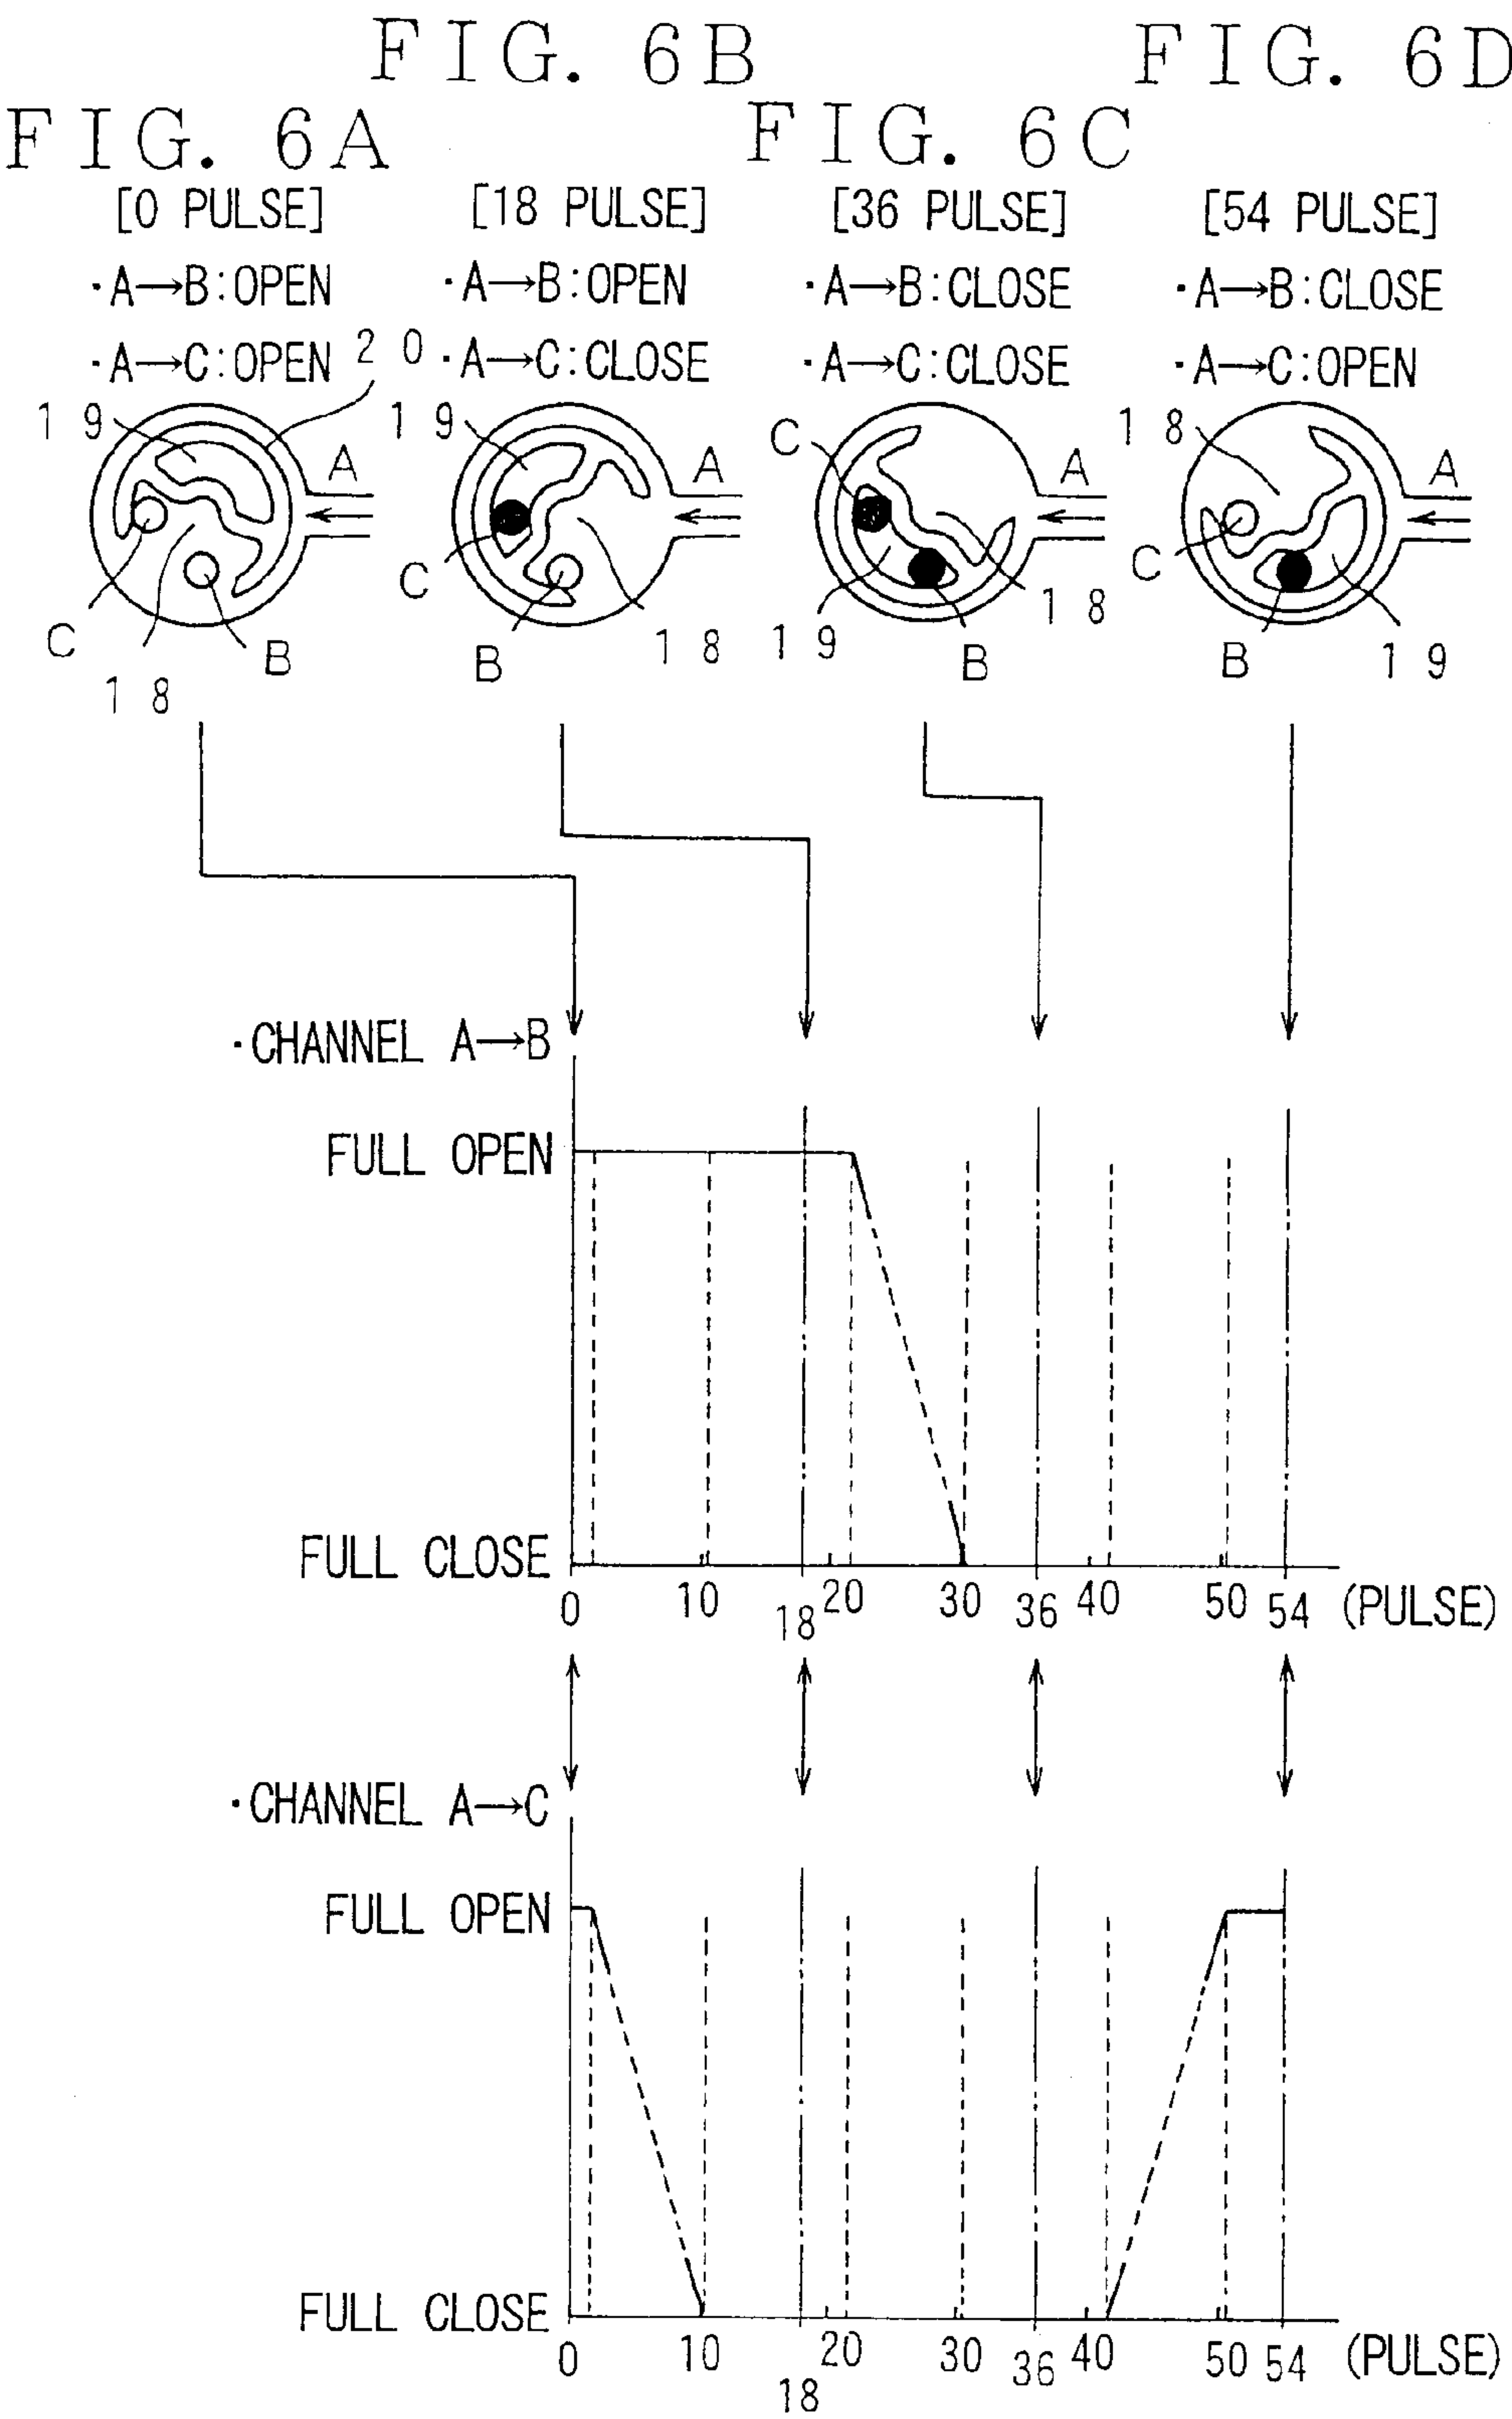 FIG. 6B FIG. 6D
FIG. 6A FIG. 6C
[0 PULSE] [18 PULSE] [36 PULSE] [54 PULSE]
·A→B:OPEN ·A→B:OPEN ·A→B:CLOSE ·A→B:CLOSE
·A→C:OPEN 20 ·A→C:CLOSE ·A→C:CLOSE ·A→C:OPEN
19 A 19 A C A 18 A
C C
C 18 B B 18 19 B 18 B 19
·CHANNEL A→B
FULL OPEN
FULL CLOSE
0 10 18 20 30 36 40 50 54 (PULSE)
·CHANNEL A→C
FULL OPEN
FULL CLOSE
0 10 18 20 30 36 40 50 54 (PULSE)